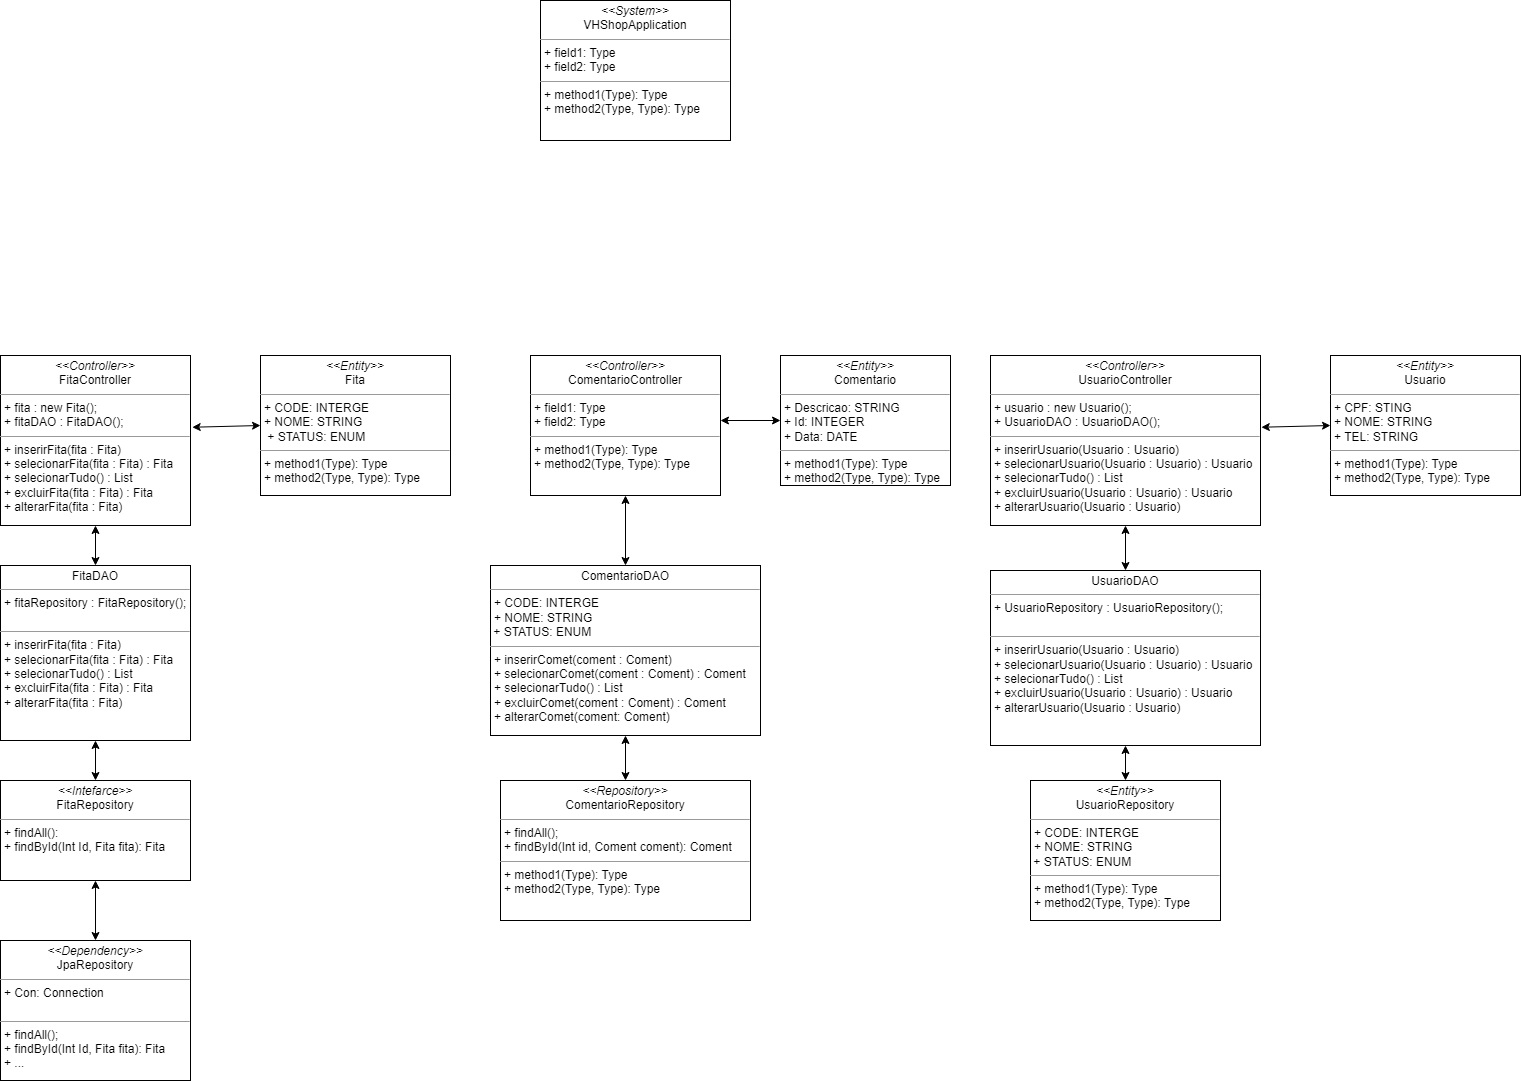 <<System>>
VHShopApplication
+ field1: Type
+ field2: Type
+ method1(Type): Type
+ method2(Type, Type): Type
<<Controller>>
FitaController
+ fita : new Fita();
+ fitaDAO : FitaDAO();
+ inserirFita(fita : Fita)
+ selecionarFita(fita : Fita) : Fita
+ selecionarTudo() : List
+ excluirFita(fita : Fita) : Fita
+ alterarFita(fita : Fita)
<<Entity>>
Fita
+ CODE: INTERGE
+ NOME: STRING
+ STATUS: ENUM
+ method1(Type): Type
+ method2(Type, Type): Type
<<Controller>>
ComentarioController
+ field1: Type
+ field2: Type
+ method1(Type): Type
+ method2(Type, Type): Type
<<Entity>>
Comentario
+ Descricao: STRING
+ Id: INTEGER
+ Data: DATE
+ method1(Type): Type
+ method2(Type, Type): Type
<<Controller>>
UsuarioController
+ usuario : new Usuario();
+ UsuarioDAO : UsuarioDAO();
+ inserirUsuario(Usuario : Usuario)
+ selecionarUsuario(Usuario : Usuario) : Usuario
+ selecionarTudo() : List
+ excluirUsuario(Usuario : Usuario) : Usuario
+ alterarUsuario(Usuario : Usuario)
<<Entity>>
Usuario
+ CPF: STING
+ NOME: STRING
+ TEL: STRING
+ method1(Type): Type
+ method2(Type, Type): Type
FitaDAO
+ fitaRepository : FitaRepository();
+ inserirFita(fita : Fita)
+ selecionarFita(fita : Fita) : Fita
+ selecionarTudo() : List
+ excluirFita(fita : Fita) : Fita
+ alterarFita(fita : Fita)
ComentarioDAO
+ CODE: INTERGE
+ NOME: STRING
+ STATUS: ENUM
+ inserirComet(coment : Coment)
+ selecionarComet(coment : Coment) : Coment
+ selecionarTudo() : List
+ excluirComet(coment : Coment) : Coment
+ alterarComet(coment: Coment)
UsuarioDAO
+ UsuarioRepository : UsuarioRepository();
+ inserirUsuario(Usuario : Usuario)
+ selecionarUsuario(Usuario : Usuario) : Usuario
+ selecionarTudo() : List
+ excluirUsuario(Usuario : Usuario) : Usuario
+ alterarUsuario(Usuario : Usuario)
<<Intefarce>>
FitaRepository
+ findAll():
+ findById(Int Id, Fita fita): Fita
<<Repository>>
ComentarioRepository
+ findAll();
+ findById(Int id, Coment coment): Coment
+ method1(Type): Type
+ method2(Type, Type): Type
<<Entity>>
UsuarioRepository
+ CODE: INTERGE
+ NOME: STRING
+ STATUS: ENUM
+ method1(Type): Type
+ method2(Type, Type): Type
<<Dependency>>
JpaRepository
+ Con: Connection
+ findAll();
+ findById(Int Id, Fita fita): Fita
+ ...